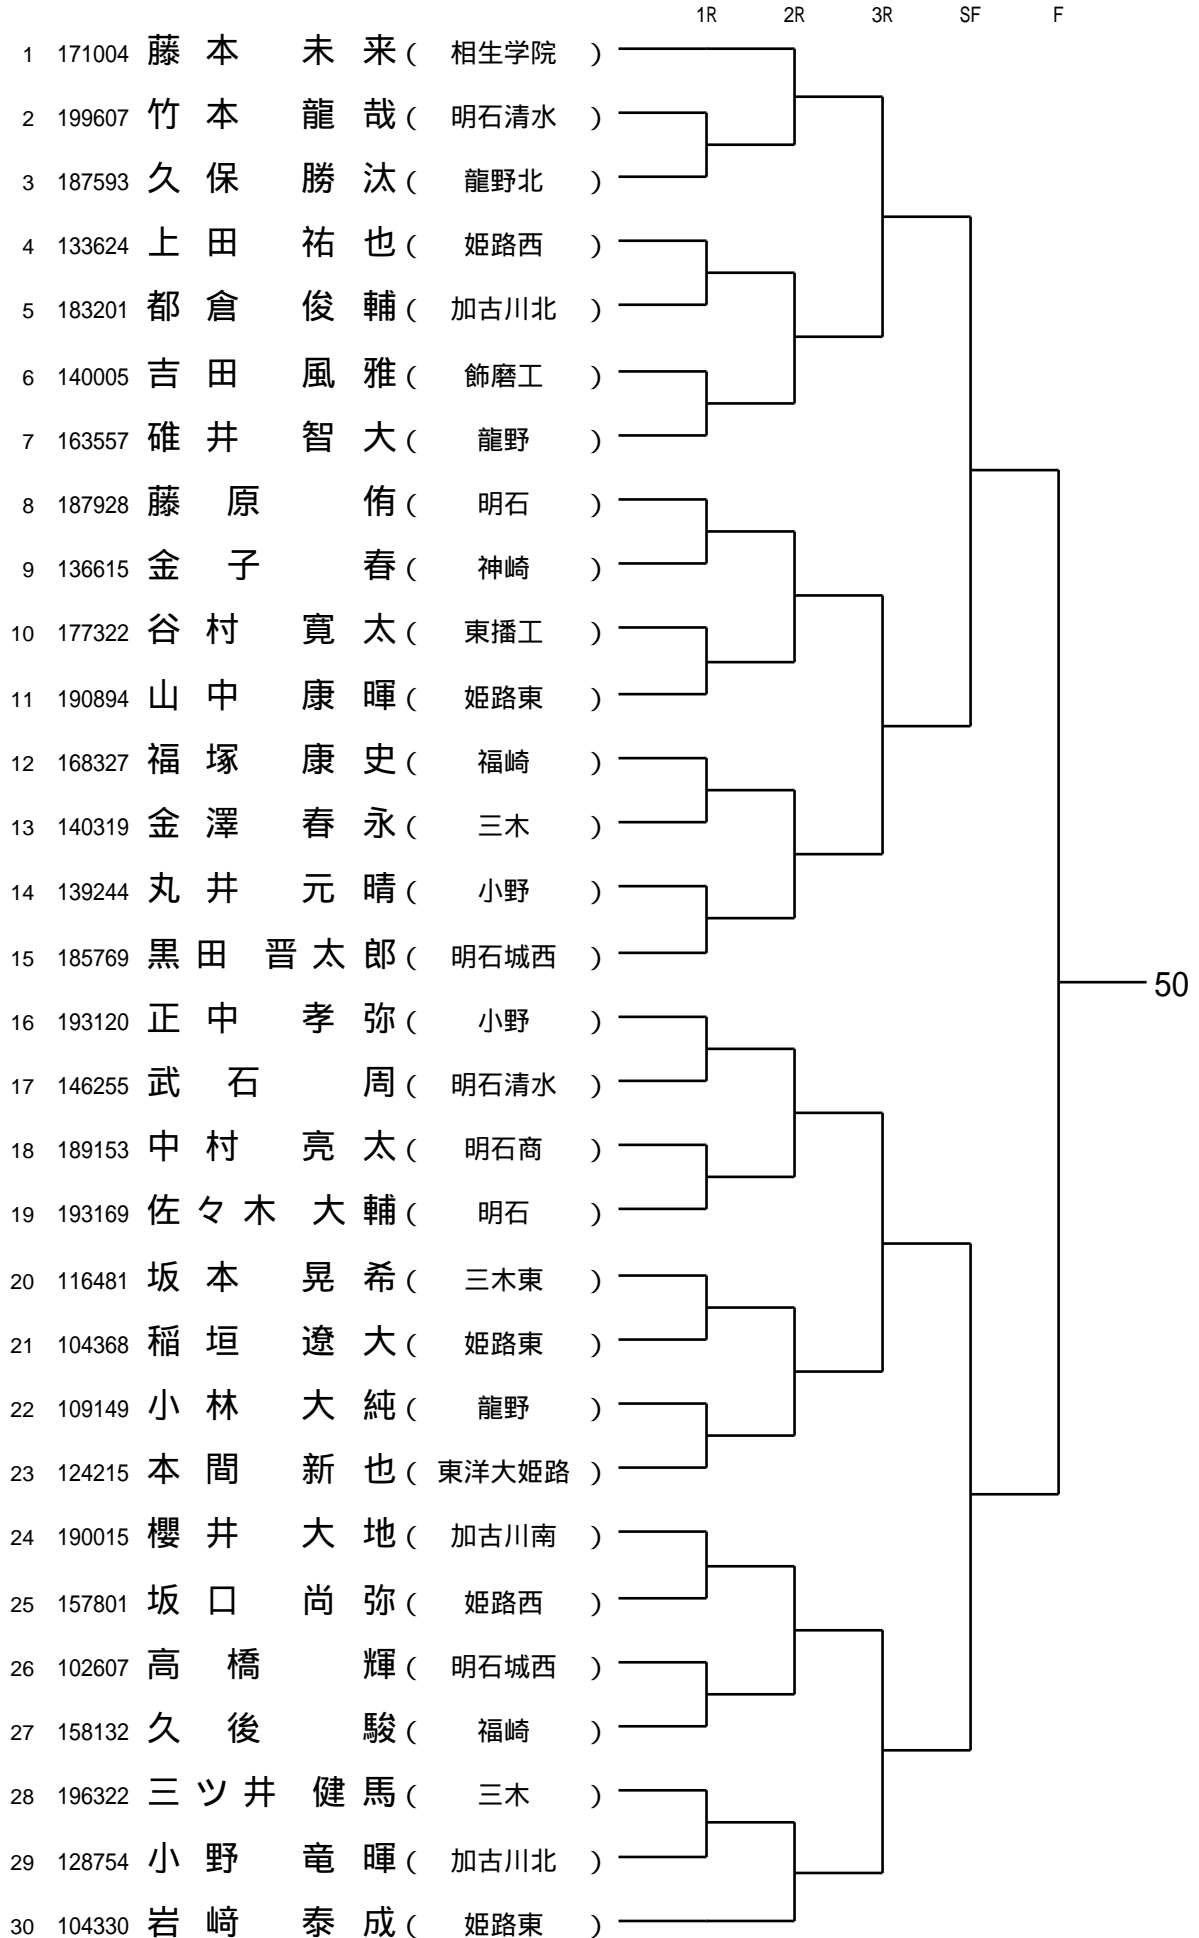 1R 2R 3R SF F
1 171004 藤本 未来 ( 相生学院 )
2 199607 竹本 龍哉 ( 明石清水 )
3 187593 久保 勝汰 ( 龍野北 )
4 133624 上田 祐也 ( 姫路西 )
5 183201 都倉 俊輔 ( 加古川北 )
6 140005 吉田 風雅 ( 飾磨工 )
7 163557 碓井 智大 ( 龍野 )
8 187928 藤原 侑 ( 明石 )
9 136615 金子 春 ( 神崎 )
10 177322 谷村 寛太 ( 東播工 )
11 190894 山中 康暉 ( 姫路東 )
12 168327 福塚 康史 ( 福崎 )
13 140319 金澤 春永 ( 三木 )
14 139244 丸井 元晴 ( 小野 )
15 185769 黒田 晋太郎 ( 明石城西 )
50
16 193120 正中 孝弥 ( 小野 )
17 146255 武石 周 ( 明石清水 )
18 189153 中村 亮太 ( 明石商 )
19 193169 佐々木 大輔 ( 明石 )
20 116481 坂本 晃希 ( 三木東 )
21 104368 稲垣 遼大 ( 姫路東 )
22 109149 小林 大純 ( 龍野 )
23 124215 本間 新也 ( 東洋大姫路 )
24 190015 櫻井 大地 ( 加古川南 )
25 157801 坂口 尚弥 ( 姫路西 )
26 102607 高橋 輝 ( 明石城西 )
27 158132 久後 駿 ( 福崎 )
28 196322 三ツ井 健馬 ( 三木 )
29 128754 小野 竜暉 ( 加古川北 )
30 104330 岩﨑 泰成 ( 姫路東 )